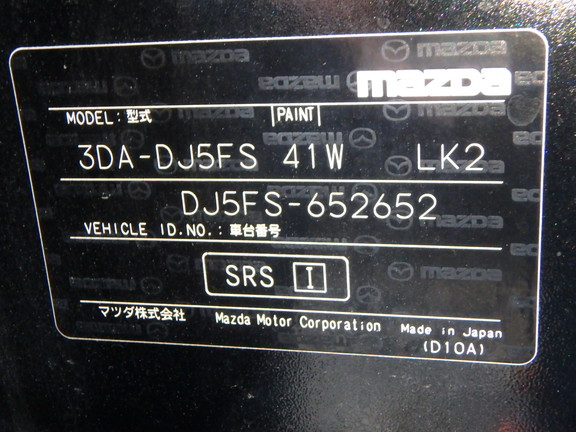 mazda
MODEL: 型式 PAINT
3DA-DJ5FS 41W LK2
DJ5FS-652652
VEHICLE ID.NO.: 車台番号
SRS I
マツダ株式会社 Mazda Motor Corporation Made in Japan
(D10A)